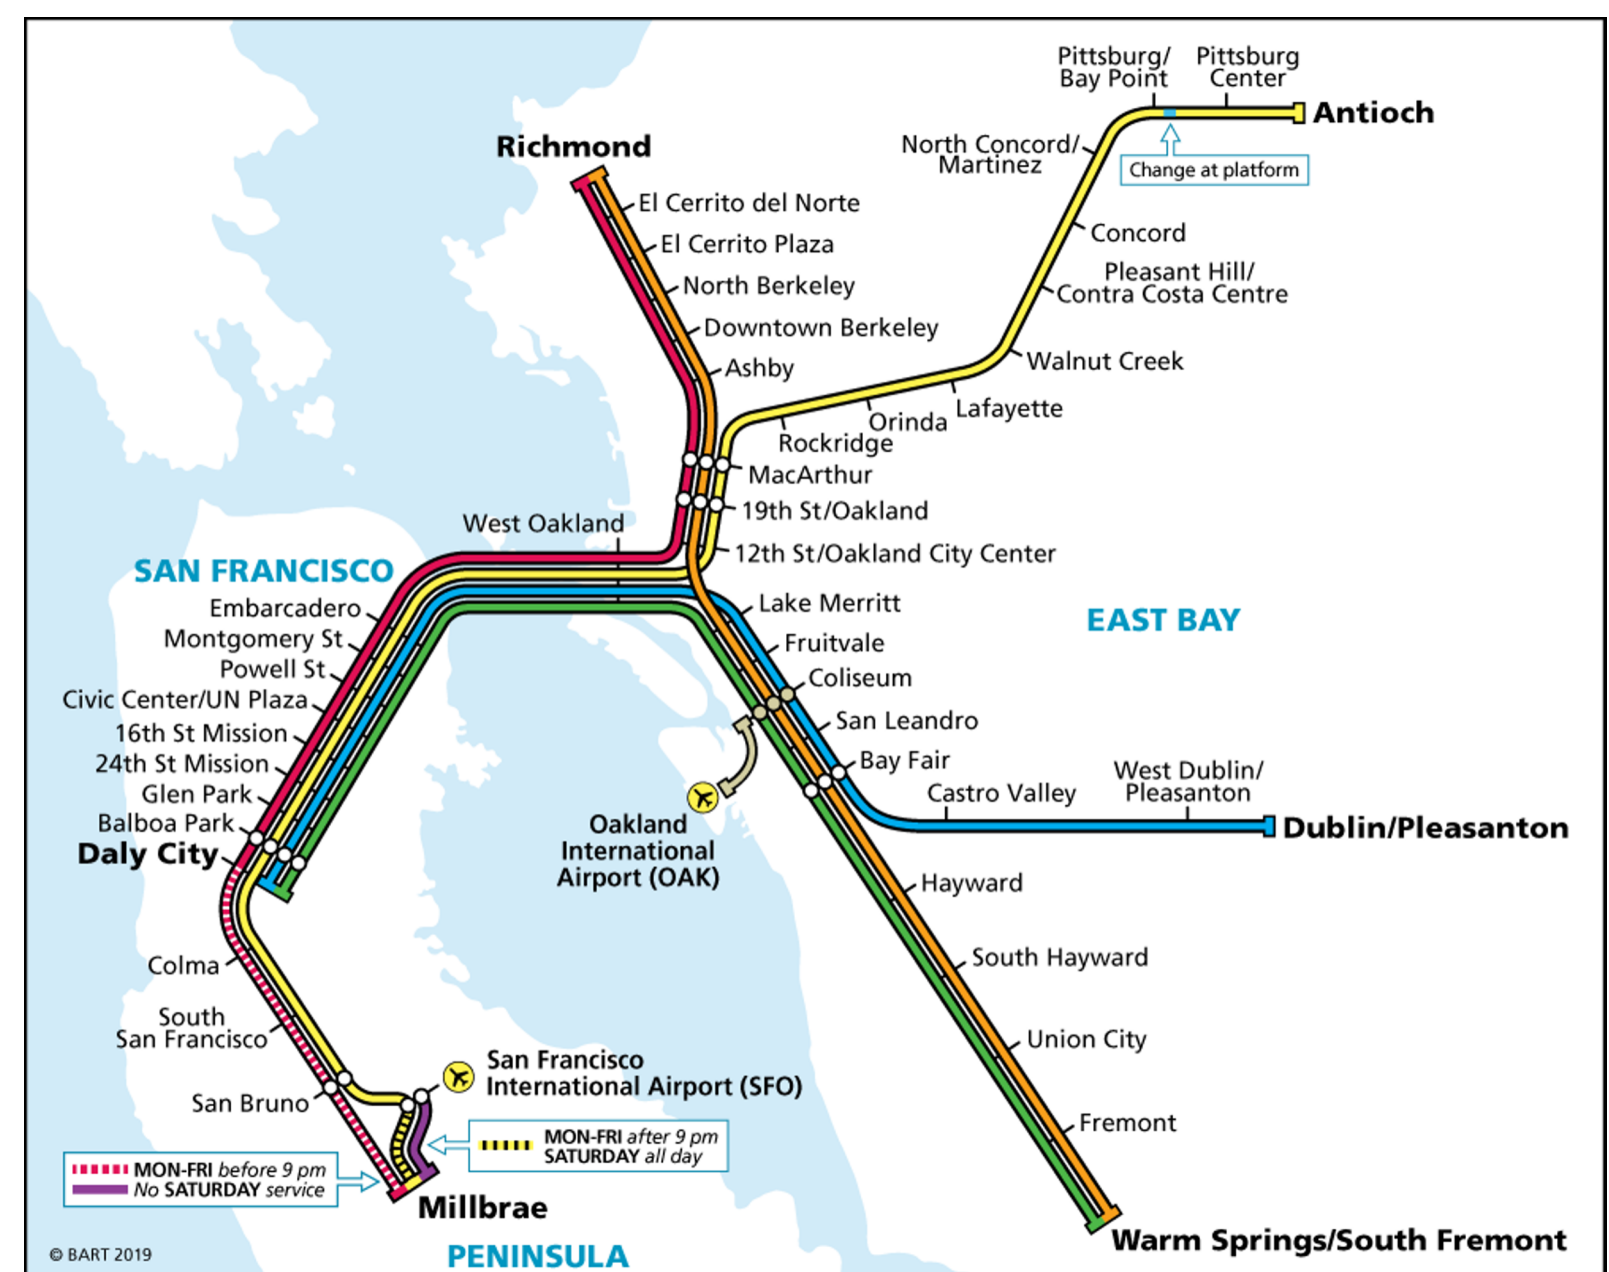 Pittsburg/
Bay Point
Pittsburg
Center
Antioch
North Concord/
Martinez
Change at platform
Richmond
El Cerrito del Norte
El Cerrito Plaza
North Berkeley
Downtown Berkeley
Ashby
Concord
Pleasant Hill/
Contra Costa Centre
Walnut Creek
Lafayette
Orinda
Rockridge
MacArthur
19th St/Oakland
12th St/Oakland City Center
West Oakland
SAN FRANCISCO
Embarcadero
Montgomery St
Powell St
Civic Center/UN Plaza
16th St Mission
24th St Mission
Glen Park
Balboa Park
Daly City
Lake Merritt
Fruitvale
Coliseum
San Leandro
Bay Fair
EAST BAY
Castro Valley
West Dublin/
Pleasanton
Dublin/Pleasanton
Oakland
International
Airport (OAK)
Hayward
South Hayward
Union City
Fremont
Warm Springs/South Fremont
Colma
South
San Francisco
San Bruno
San Francisco
International Airport (SFO)
MON-FRI after 9 pm
SATURDAY all day
MON-FRI before 9 pm
No SATURDAY service
Millbrae
PENINSULA
© BART 2019